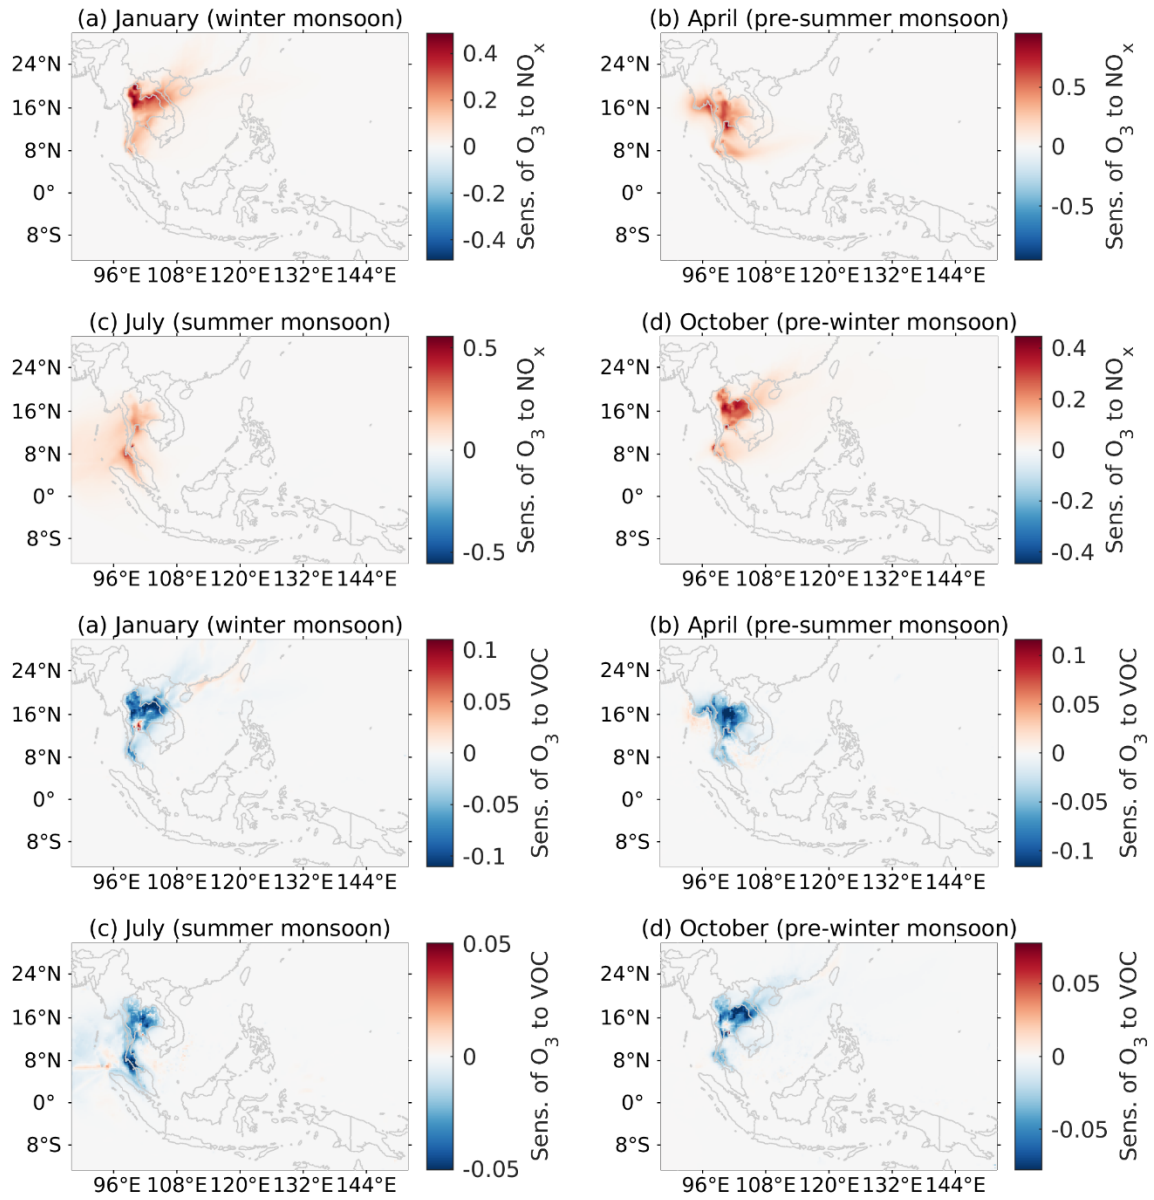 (a) January (winter monsoon)
24°N
16°N
8°N
0°
8°S
96°E 108°E 120°E 132°E 144°E
0.4
0.2
0
-0.2
-0.4
Sens. of O3 to NOx
(b) April (pre-summer monsoon)
24°N
16°N
8°N
0°
8°S
96°E 108°E 120°E 132°E 144°E
0.5
0
-0.5
Sens. of O3 to NOx
(c) July (summer monsoon)
24°N
16°N
8°N
0°
8°S
96°E 108°E 120°E 132°E 144°E
0.5
0
-0.5
Sens. of O3 to NOx
(d) October (pre-winter monsoon)
24°N
16°N
8°N
0°
8°S
96°E 108°E 120°E 132°E 144°E
0.4
0.2
0
-0.2
-0.4
Sens. of O3 to NOx
(a) January (winter monsoon)
24°N
16°N
8°N
0°
8°S
96°E 108°E 120°E 132°E 144°E
0.1
0.05
0
-0.05
-0.1
Sens. of O3 to VOC
(b) April (pre-summer monsoon)
24°N
16°N
8°N
0°
8°S
96°E 108°E 120°E 132°E 144°E
0.1
0.05
0
-0.05
-0.1
Sens. of O3 to VOC
(c) July (summer monsoon)
24°N
16°N
8°N
0°
8°S
96°E 108°E 120°E 132°E 144°E
0.05
0
-0.05
Sens. of O3 to VOC
(d) October (pre-winter monsoon)
24°N
16°N
8°N
0°
8°S
96°E 108°E 120°E 132°E 144°E
0.05
0
-0.05
Sens. of O3 to VOC